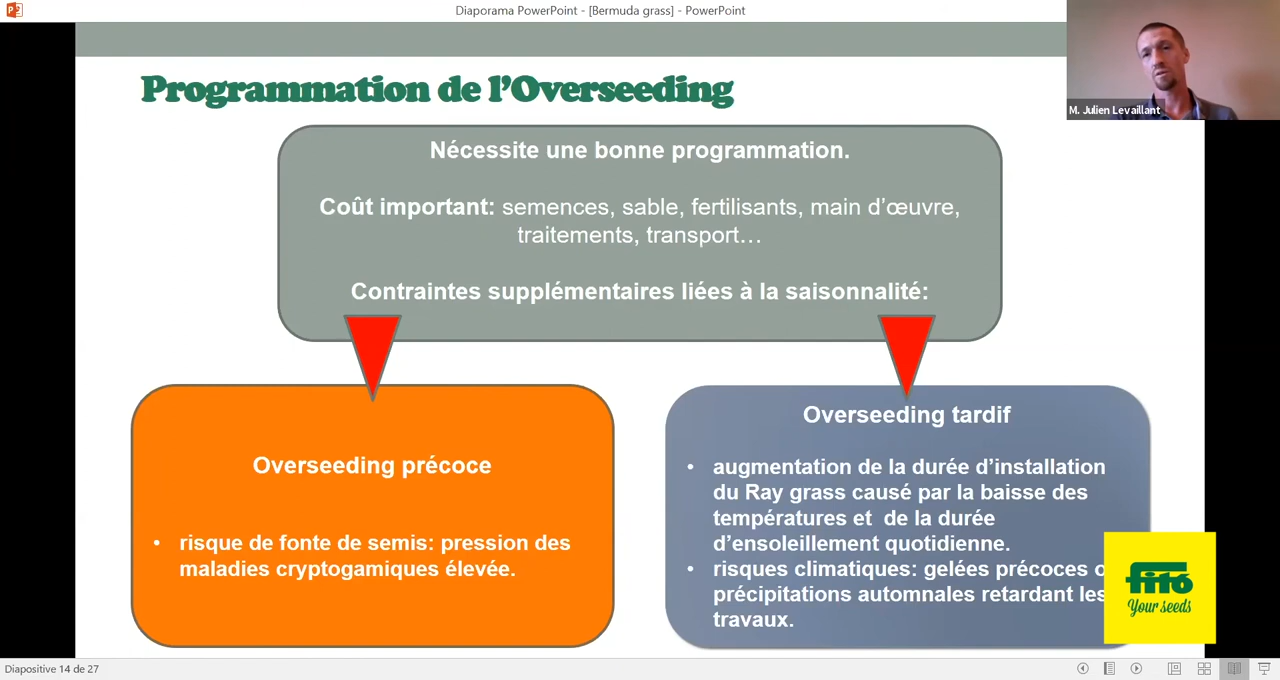 Diaporama PowerPoint - [Bermuda grass] - PowerPoint
M. Julien Levaillant
Programmation de l'Overseeding
Nécessite une bonne programmation.
Coût important: semences, sable, fertilisants, main d'œuvre,
traitements, transport…
Contraintes supplémentaires liées à la saisonnalité:
Overseeding précoce
• risque de fonte de semis: pression des
maladies cryptogamiques élevée.
Overseeding tardif
• augmentation de la durée d'installation
du Ray grass causé par la baisse des
températures et de la durée
d'ensoleillement quotidienne.
• risques climatiques: gelées précoces
précipitations automnales retardant les
travaux.
fitó
Your seeds
Diapositive 14 de 27